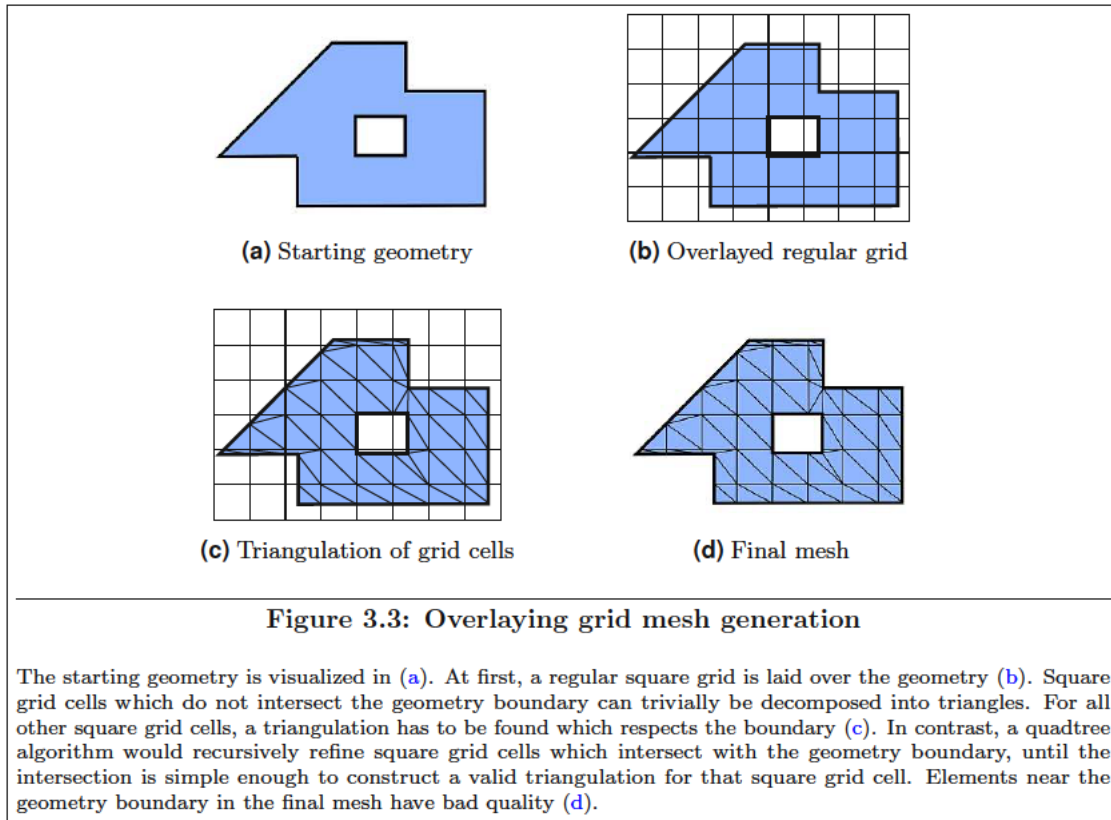 (a) Starting geometry
(b) Overlayed regular grid
(c) Triangulation of grid cells
(d) Final mesh
Figure 3.3: Overlaying grid mesh generation
The starting geometry is visualized in (a). At first, a regular square grid is laid over the geometry (b). Square
grid cells which do not intersect the geometry boundary can trivially be decomposed into triangles. For all
other square grid cells, a triangulation has to be found which respects the boundary (c). In contrast, a quadtree
algorithm would recursively refine square grid cells which intersect with the geometry boundary, until the
intersection is simple enough to construct a valid triangulation for that square grid cell. Elements near the
geometry boundary in the final mesh have bad quality (d).